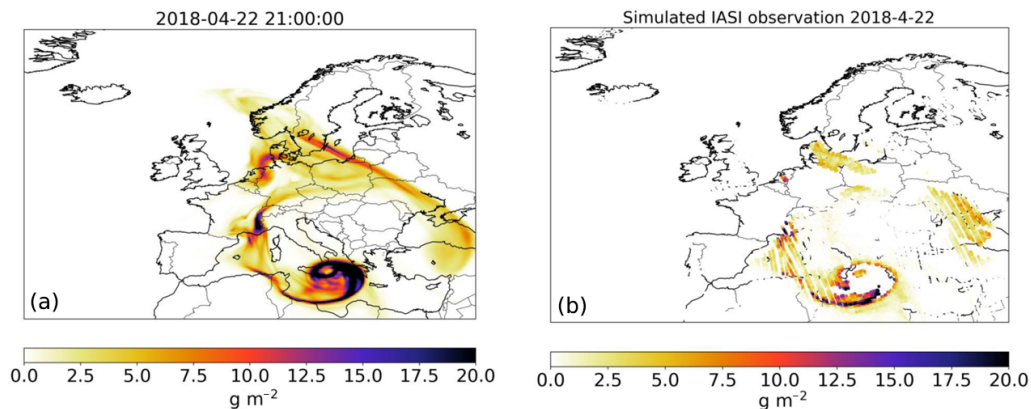 2018-04-22 21:00:00
(a)
0.0 2.5 5.0 7.5 10.0 12.5 15.0 17.5 20.0
g m⁻²
Simulated IASI observation 2018-4-22
(b)
0.0 2.5 5.0 7.5 10.0 12.5 15.0 17.5 20.0
g m⁻²